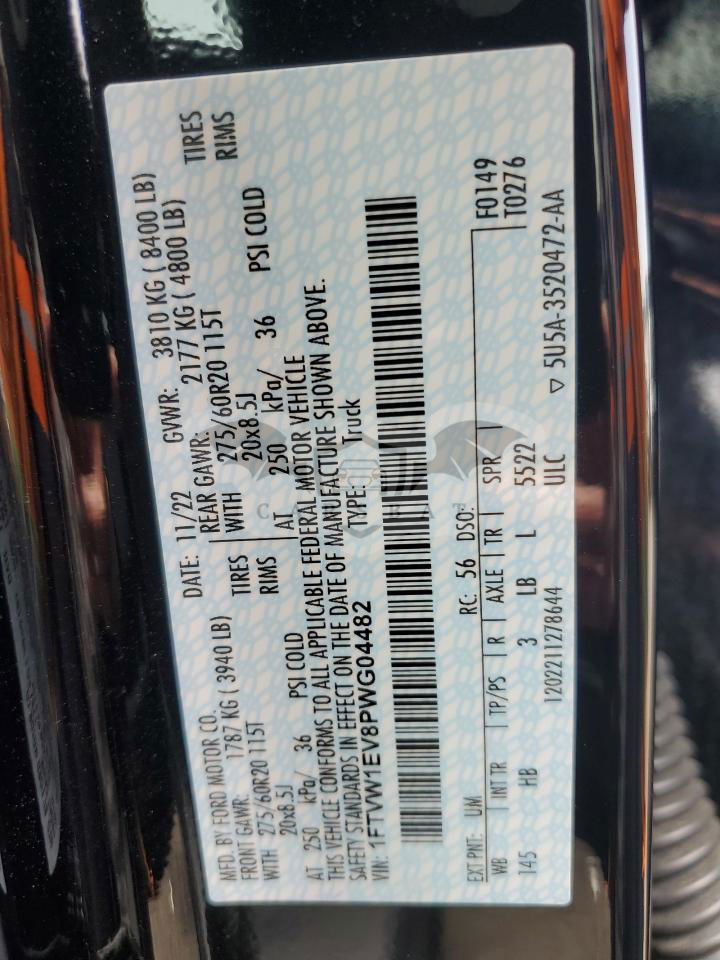 MFD. BY FORD MOTOR CO.
DATE: 11/22 GVWR: 3810 KG ( 8400 LB)
FRONT GAWR: 1787 KG ( 3940 LB) REAR GAWR: 2177 KG ( 4800 LB)
WITH 275/60R20 115T TIRES WITH 275/60R20 115T TIRES
20x8.5J RIMS 20x8.5J RIMS
AT 250 kPa/ 36 PSI COLD AT 250 kPa/ 36 PSI COLD
THIS VEHICLE CONFORMS TO ALL APPLICABLE FEDERAL MOTOR VEHICLE
SAFETY STANDARDS IN EFFECT ON THE DATE OF MANUFACTURE SHOWN ABOVE.
VIN: 1FTVW1EV8PWG04482 TYPE: Truck
F0149
T0276
EXT PNT: UM RC: 56 DSO:
WB INT TR TP/PS R AXLE TR SPR
145 HB 3 LB L 5522
1202211278644 ULC ▽ 5U5A-3520472-AA